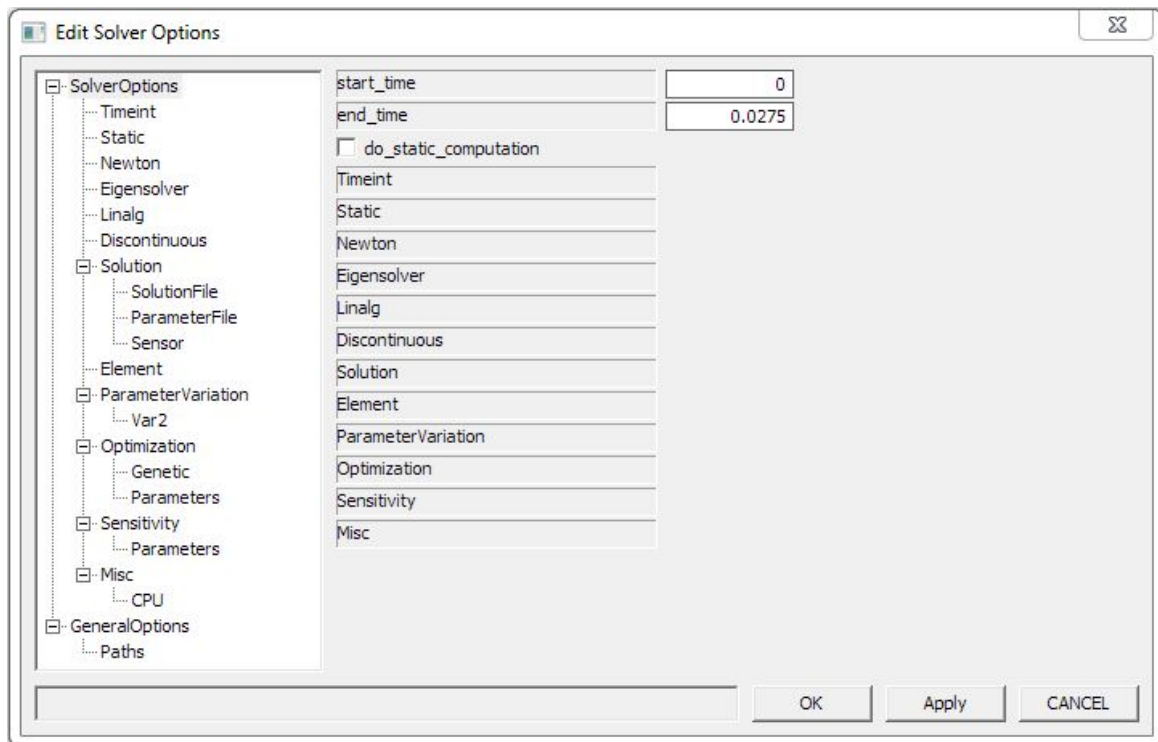 Edit Solver Options
SolverOptions
Timeint
Static
Newton
Eigensolver
Linalg
Discontinuous
Solution
SolutionFile
ParameterFile
Sensor
Element
ParameterVariation
Var2
Optimization
Genetic
Parameters
Sensitivity
Parameters
Misc
CPU
GeneralOptions
Paths
start_time 0
end_time 0.0275
do_static_computation
Timeint
Static
Newton
Eigensolver
Linalg
Discontinuous
Solution
Element
ParameterVariation
Optimization
Sensitivity
Misc
OK Apply CANCEL